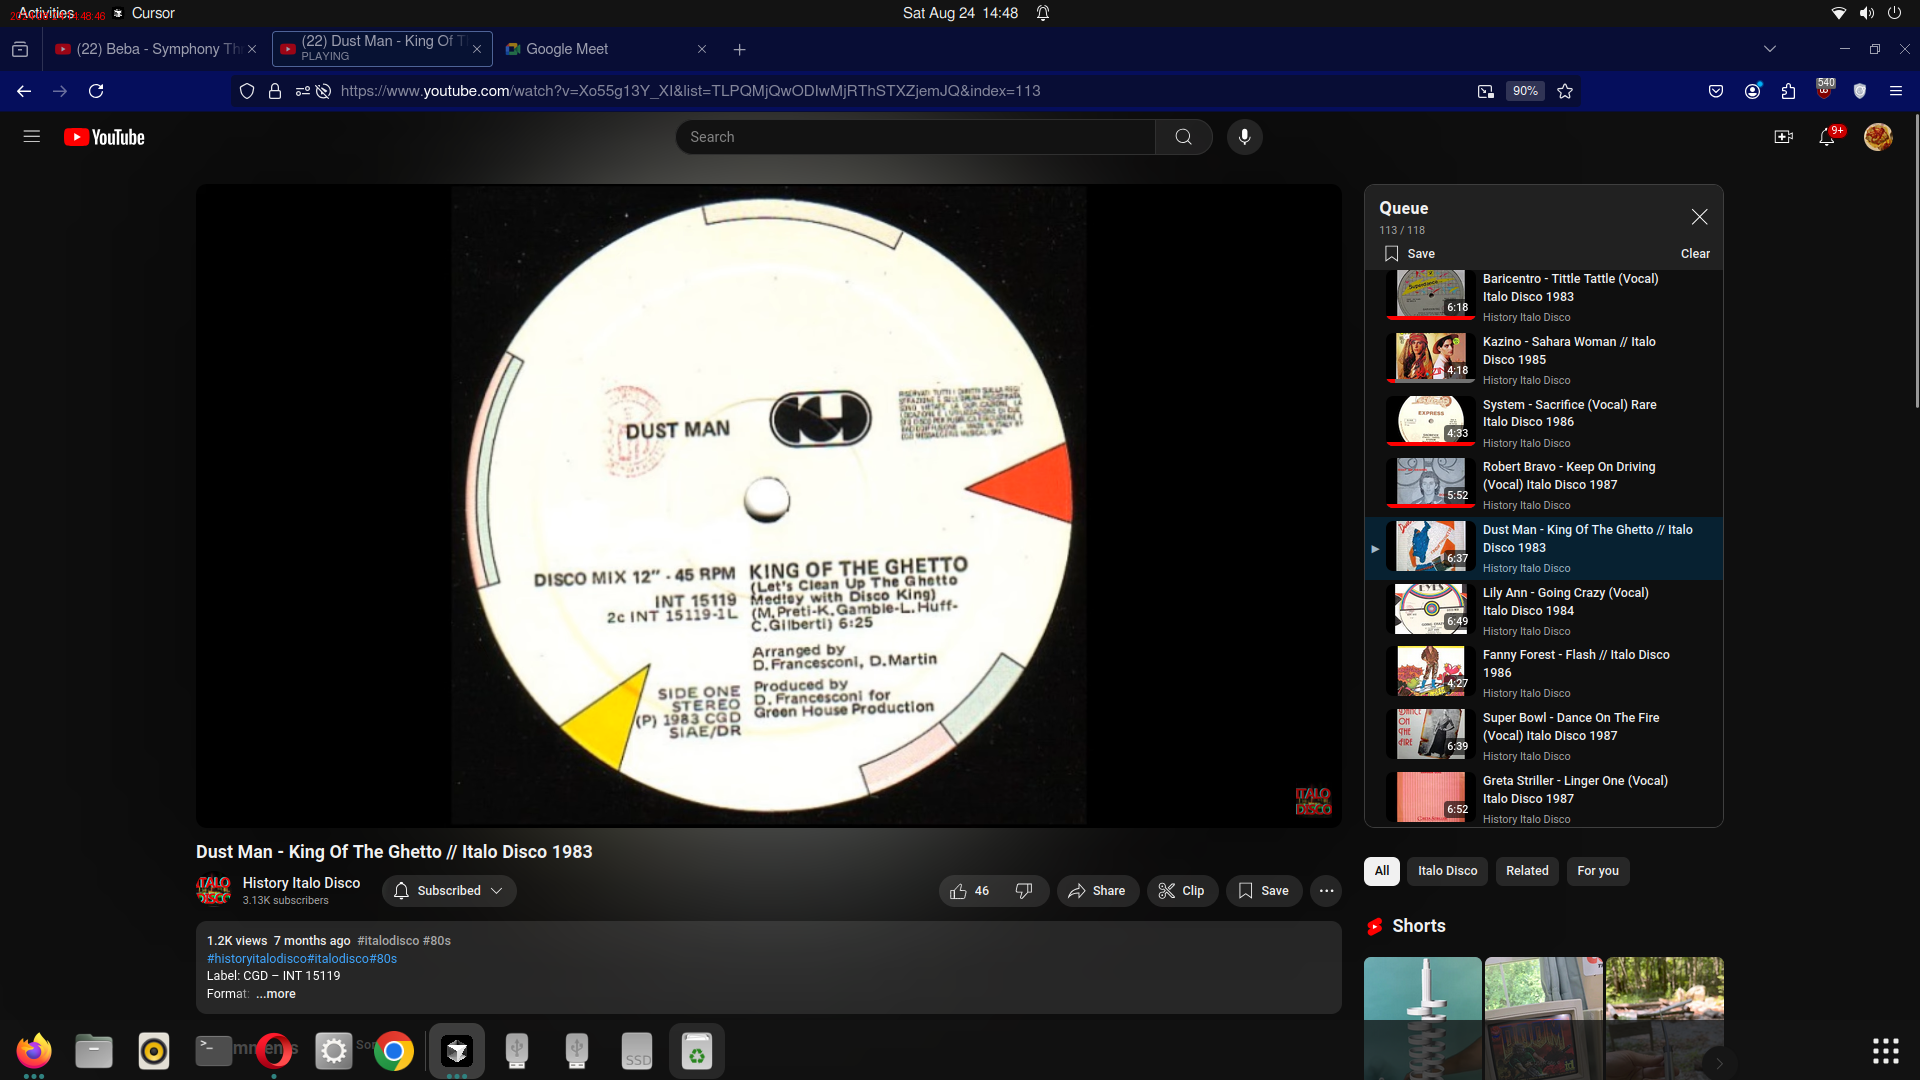 Activities
Cursor
Sat Aug 24 14:48
(22) Beba - Symphony Th
(22) Dust Man - King Of T
PLAYING
Google Meet
https://www.youtube.com/watch?v=Xo55g13Y_XI&list=TLPQMjQwODIwMjRThSTXZjemJQ&index=113
90%
540
YouTube
Search
9+
DUST MAN
DISCO MIX 12" - 45 RPM
INT 15119
2c INT 15119-1L
KING OF THE GHETTO
(Let's Clean Up The Ghetto
Medley with Disco King)
(M.Preti-K.Gamble-L.Huff-
C.Gilberti) 6:25
Arranged by
D.Francesconi, D.Martin
SIDE ONE
STEREO
(P) 1983 CGD
SIAE/DR
Produced by
D. Francesconi for
Green House Production
ITALO
DISCO
Queue
113 / 118
Save
Clear
Baricentro - Tittle Tattle (Vocal)
Italo Disco 1983
History Italo Disco
6:18
Kazino - Sahara Woman // Italo
Disco 1985
History Italo Disco
4:18
System - Sacrifice (Vocal) Rare
Italo Disco 1986
History Italo Disco
EXPRESS
4:33
Robert Bravo - Keep On Driving
(Vocal) Italo Disco 1987
History Italo Disco
5:52
Dust Man - King Of The Ghetto // Italo
Disco 1983
History Italo Disco
6:37
Lily Ann - Going Crazy (Vocal)
Italo Disco 1984
History Italo Disco
6:49
Fanny Forest - Flash // Italo Disco
1986
History Italo Disco
4:27
Super Bowl - Dance On The Fire
(Vocal) Italo Disco 1987
History Italo Disco
DANCE
ON
THE
FIRE
6:39
Greta Striller - Linger One (Vocal)
Italo Disco 1987
History Italo Disco
6:52
Dust Man - King Of The Ghetto // Italo Disco 1983
ITALO
DISCO
History Italo Disco
3.13K subscribers
Subscribed
46
Share
Clip
Save
1.2K views 7 months ago #italodisco #80s
#historyitalodisco#italodisco#80s
Label: CGD – INT 15119
Format: ...more
All
Italo Disco
Related
For you
Shorts
SSD